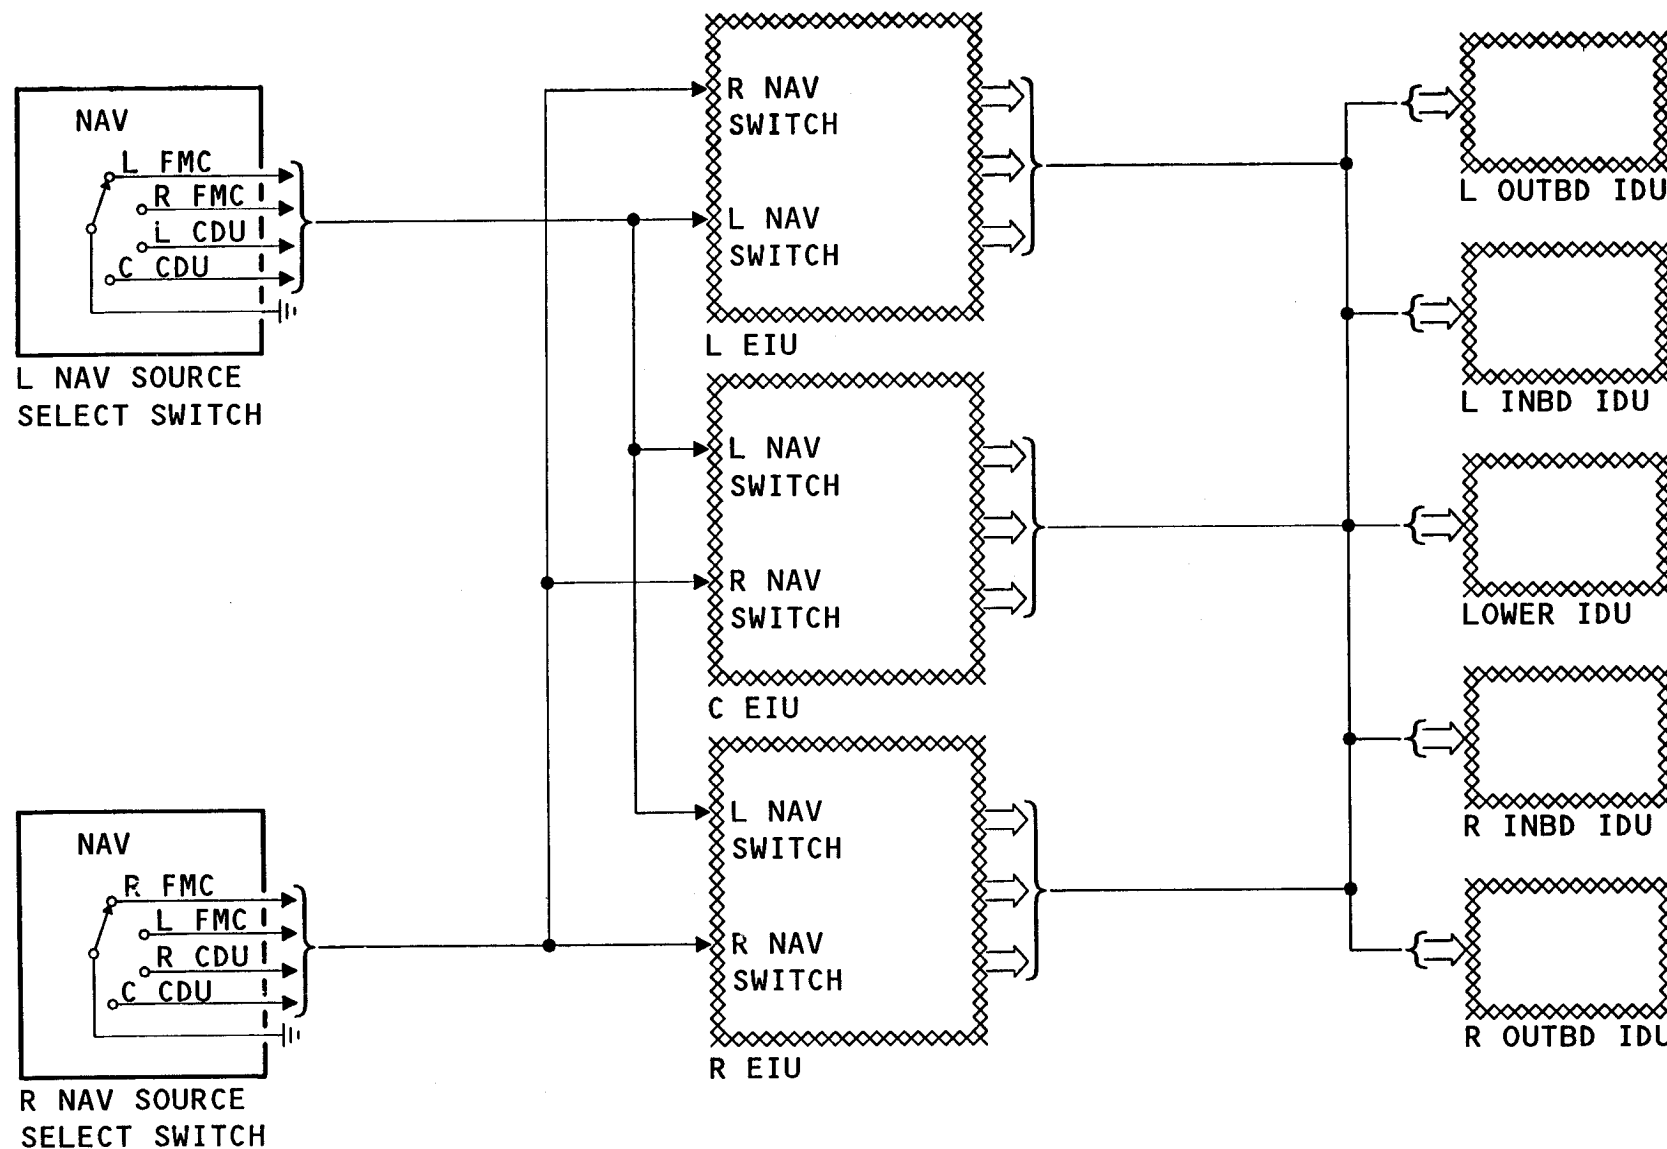 NAV
L FMC
R FMC
L CDU
C CDU
L NAV SOURCE
SELECT SWITCH
NAV
R FMC
L FMC
R CDU
C CDU
R NAV SOURCE
SELECT SWITCH
R NAV
SWITCH
L NAV
SWITCH
L EIU
L NAV
SWITCH
R NAV
SWITCH
C EIU
L NAV
SWITCH
R NAV
SWITCH
R EIU
L OUTBD IDU
L INBD IDU
LOWER IDU
R INBD IDU
R OUTBD IDU